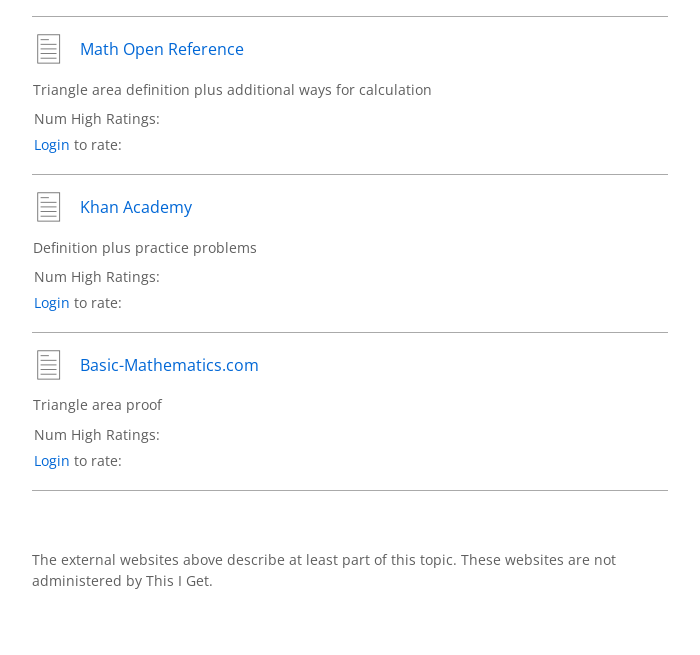 Math Open Reference
Triangle area definition plus additional ways for calculation
Num High Ratings:
Login to rate:
Khan Academy
Definition plus practice problems
Num High Ratings:
Login to rate:
Basic-Mathematics.com
Triangle area proof
Num High Ratings:
Login to rate:
The external websites above describe at least part of this topic. These websites are not
administered by This I Get.